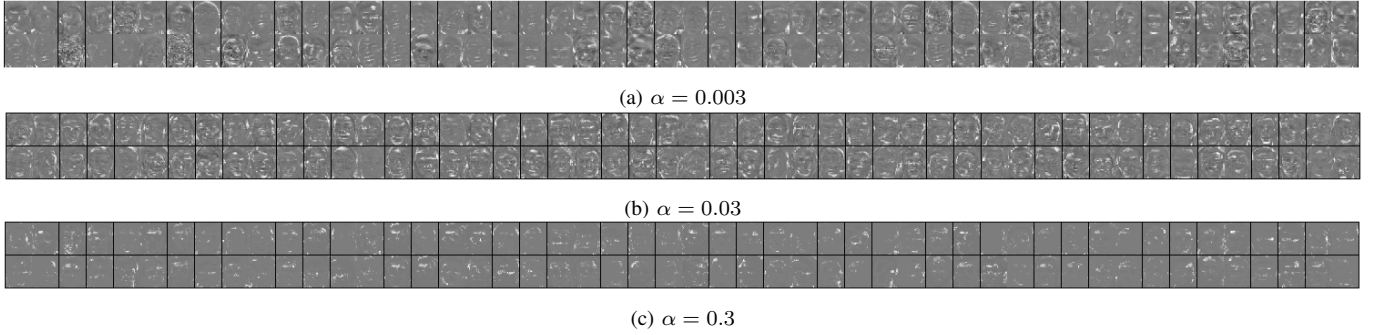 (a) α = 0.003
(b) α = 0.03
(c) α = 0.3